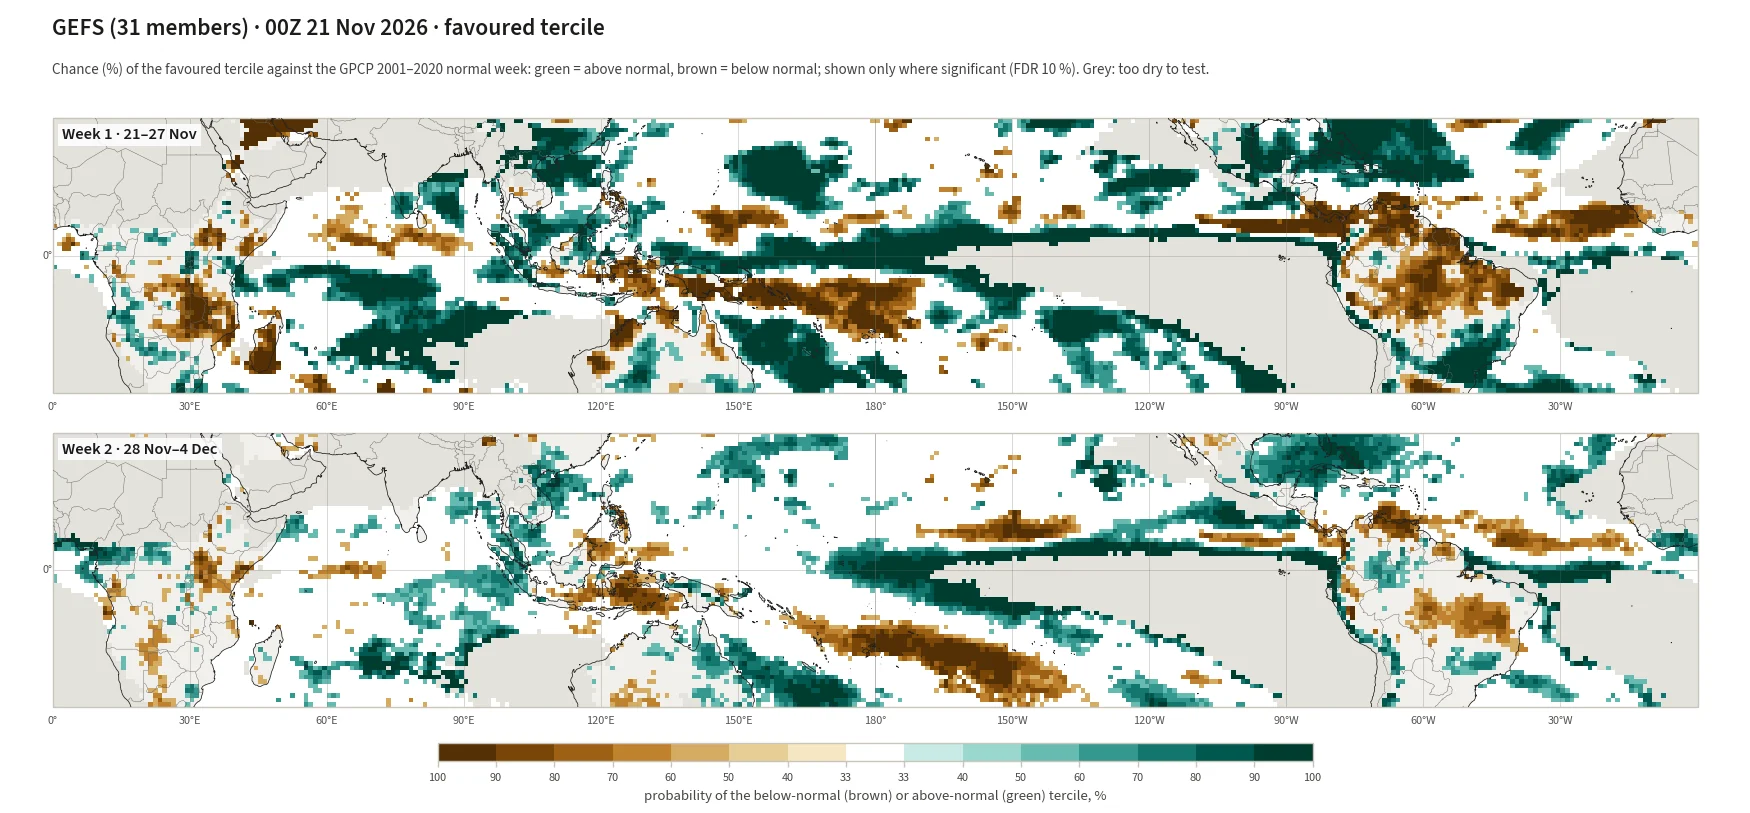 GEFS (31 members) · 00Z 21 Nov 2026 · favoured tercile
Chance (%) of the favoured tercile against the GPCP 2001–2020 normal week: green = above normal, brown = below normal; shown only where significant (FDR 10 %). Grey: too dry to test.
Week 1 · 21–27 Nov
0°
0° 30°E 60°E 90°E 120°E 150°E 180° 150°W 120°W 90°W 60°W 30°W
Week 2 · 28 Nov–4 Dec
0°
0° 30°E 60°E 90°E 120°E 150°E 180° 150°W 120°W 90°W 60°W 30°W
100 90 80 70 60 50 40 33 33 40 50 60 70 80 90 100
probability of the below-normal (brown) or above-normal (green) tercile, %